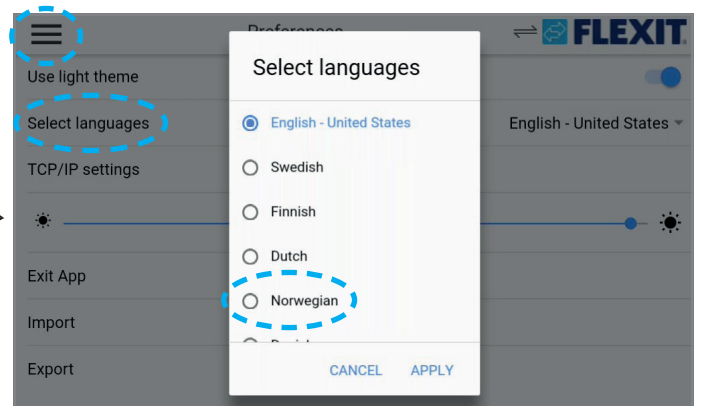 Preferences
FLEXIT.
Use light theme
Select languages
English - United States
TCP/IP settings
Exit App
Import
Export
Select languages
English - United States
Swedish
Finnish
Dutch
Norwegian
CANCEL APPLY